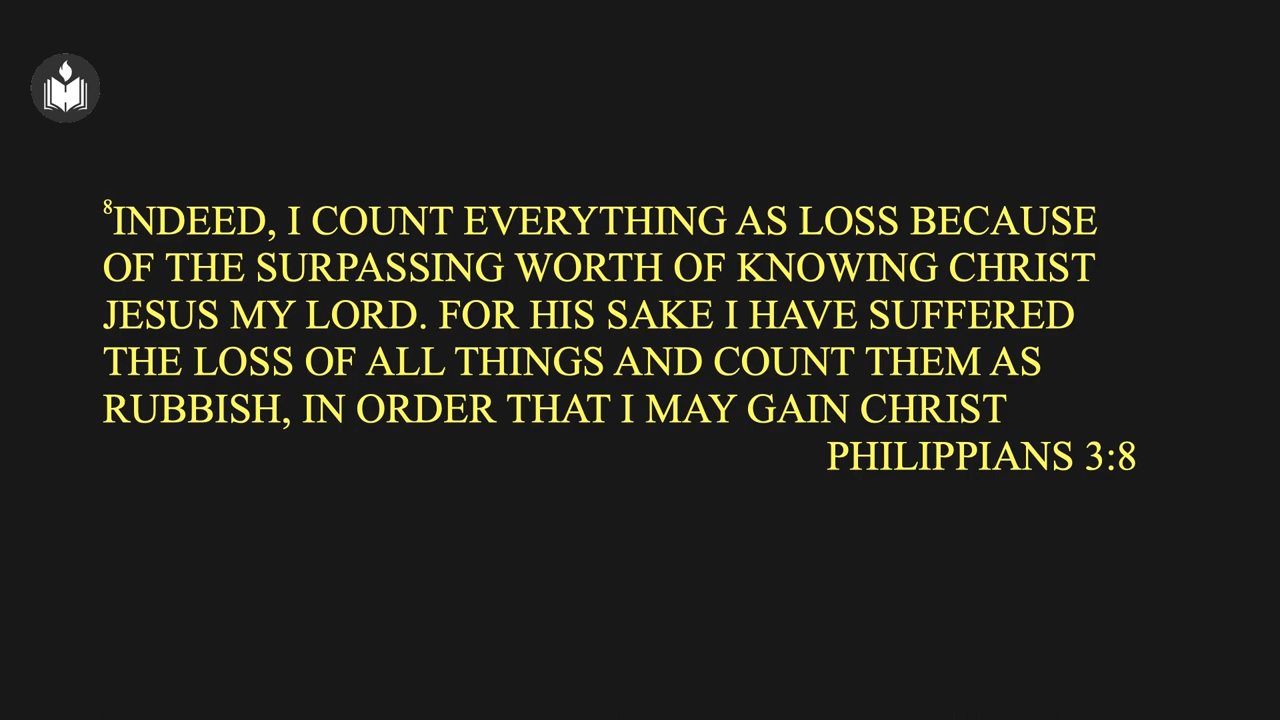 ⁸INDEED, I COUNT EVERYTHING AS LOSS BECAUSE
OF THE SURPASSING WORTH OF KNOWING CHRIST
JESUS MY LORD. FOR HIS SAKE I HAVE SUFFERED
THE LOSS OF ALL THINGS AND COUNT THEM AS
RUBBISH, IN ORDER THAT I MAY GAIN CHRIST
PHILIPPIANS 3:8